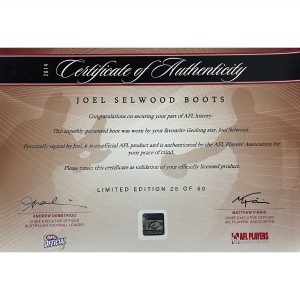 2014
Certificate of Authenticity
JOEL SELWOOD BOOTS
Congratulations on securing your part of AFL history.
This superbly presented boot was worn by your favourite Geelong star, Joel Selwood.
Personally signed by Joel, it is an official AFL product and is authenticated by the AFL Players' Association for
your peace of mind.
Please retain this certificate as validation of your officially licensed product.
LIMITED EDITION 25 OF 50
ANDREW DEMETRIOU
CHIEF EXECUTIVE OFFICER
AUSTRALIAN FOOTBALL LEAGUE
MATTHEW FINNIS
CHIEF EXECUTIVE OFFICER
AFL PLAYERS' ASSOCIATION
AFL
OFFICIAL
AFL PLAYERS
ASSOCIATION